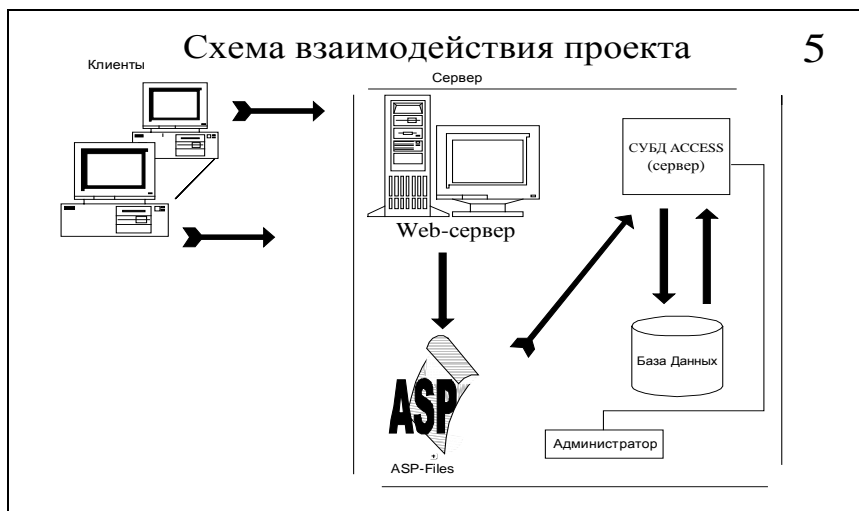 Схема взаимодействия проекта
5
Клиенты
Сервер
СУБД ACCESS
(сервер)
Web-сервер
База Данных
ASP
Администратор
ASP-Files